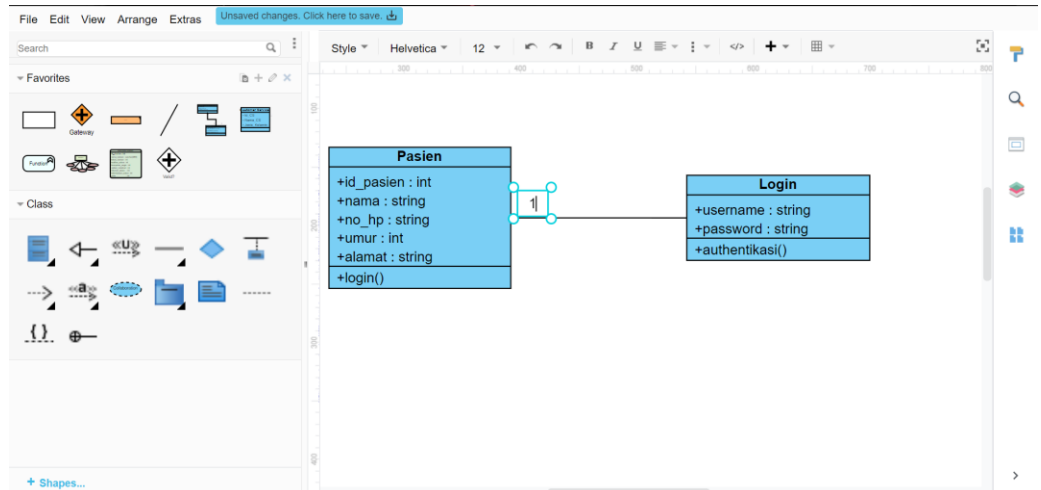 File Edit View Arrange Extras Unsaved changes. Click here to save.
Search
Style Helvetica 12 B I U
Favorites
300 400 500 600 700 800
100
Gateway
Function
Class
200
<<U>>
<<a>>
{ }
300
400
+ Shapes...
Pasien
+id_pasien : int
+nama : string
+no_hp : string
+umur : int
+alamat : string
+login()
1
Login
+username : string
+password : string
+authentikasi()